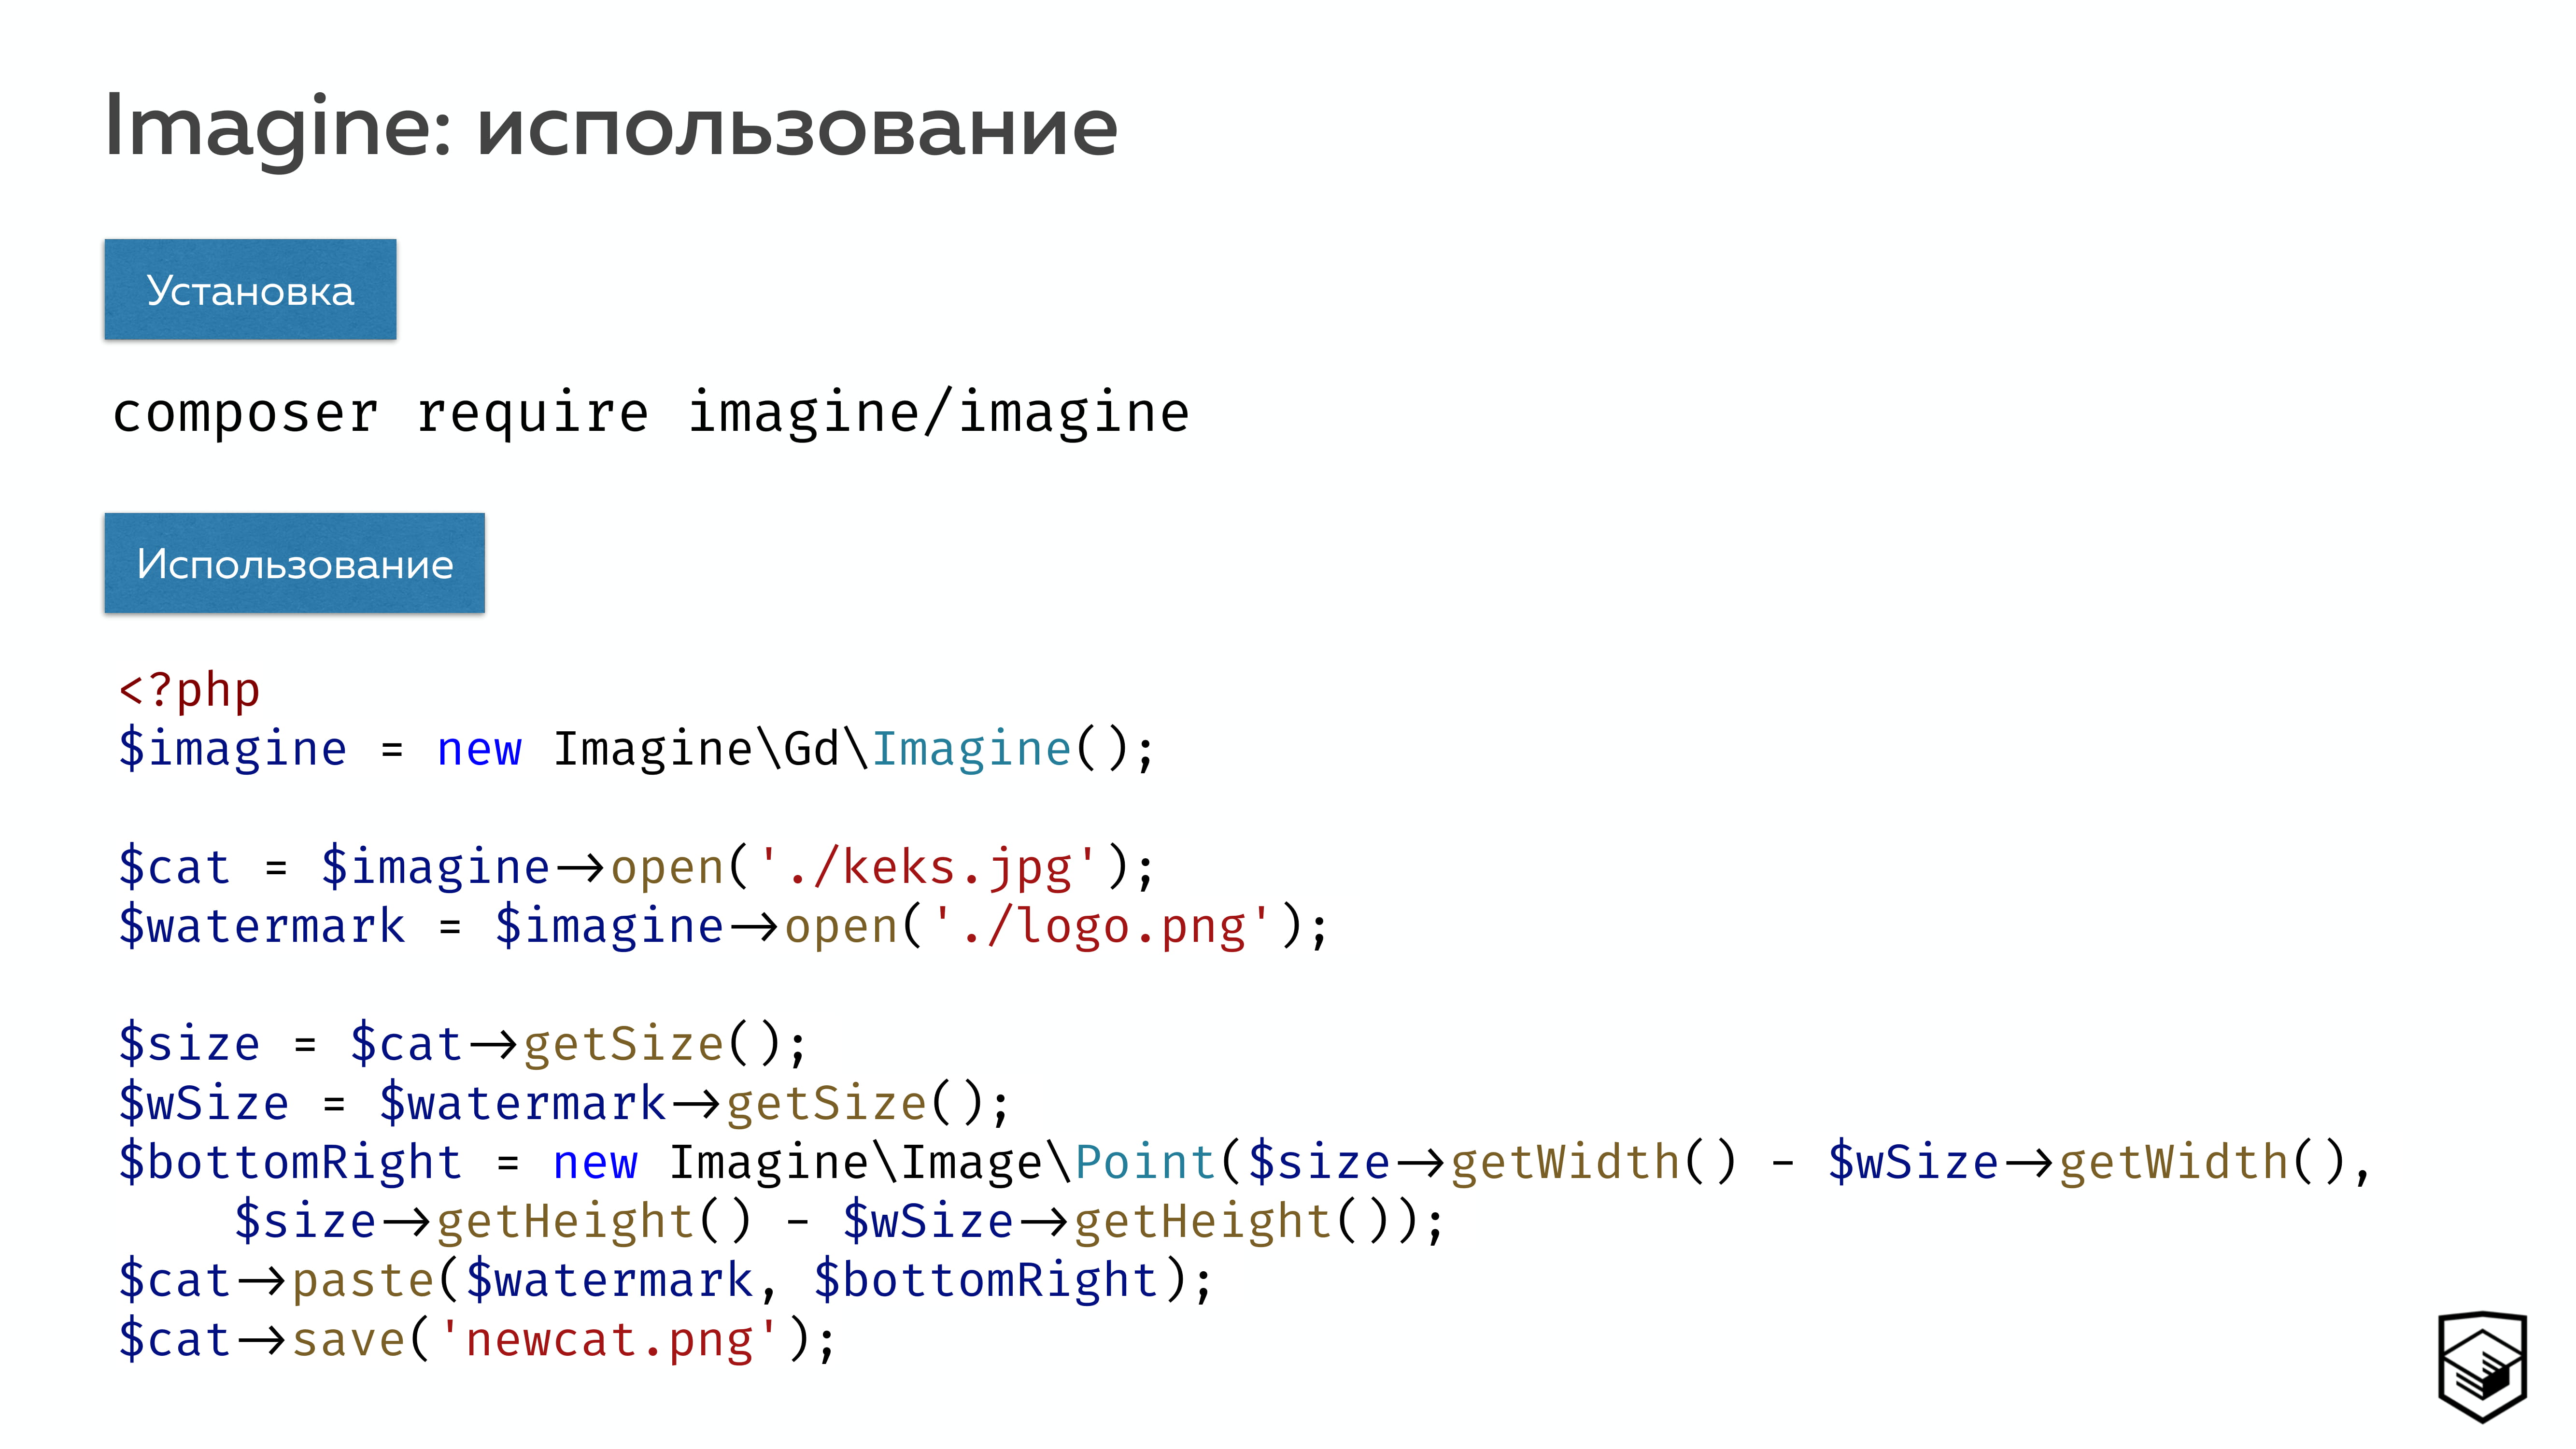 Imagine: использование
Установка
composer require imagine/imagine
Использование
<?php
$imagine = new Imagine\Gd\Imagine();
$cat = $imagine->open('./keks.jpg');
$watermark = $imagine->open('./logo.png');
$size = $cat->getSize();
$wSize = $watermark->getSize();
$bottomRight = new Imagine\Image\Point($size->getWidth() - $wSize->getWidth(),
    $size->getHeight() - $wSize->getHeight());
$cat->paste($watermark, $bottomRight);
$cat->save('newcat.png');